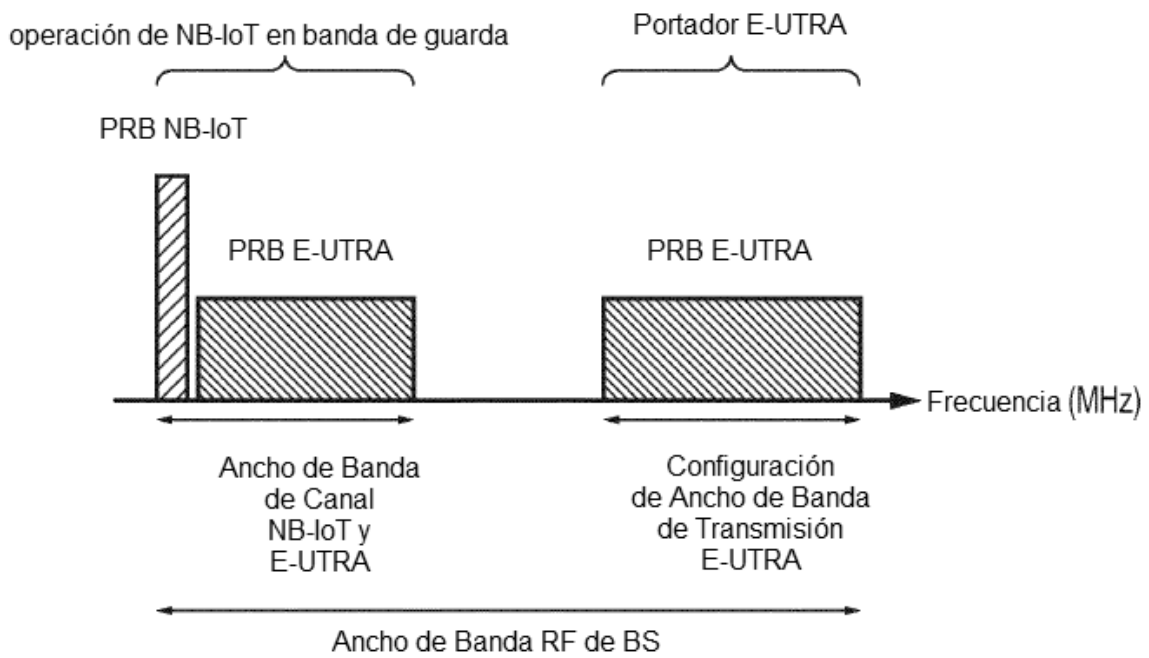 operación de NB-IoT en banda de guarda
Portador E-UTRA
PRB NB-IoT
PRB E-UTRA
PRB E-UTRA
Frecuencia (MHz)
Ancho de Banda
de Canal
NB-IoT y
E-UTRA
Configuración
de Ancho de Banda
de Transmisión
E-UTRA
Ancho de Banda RF de BS